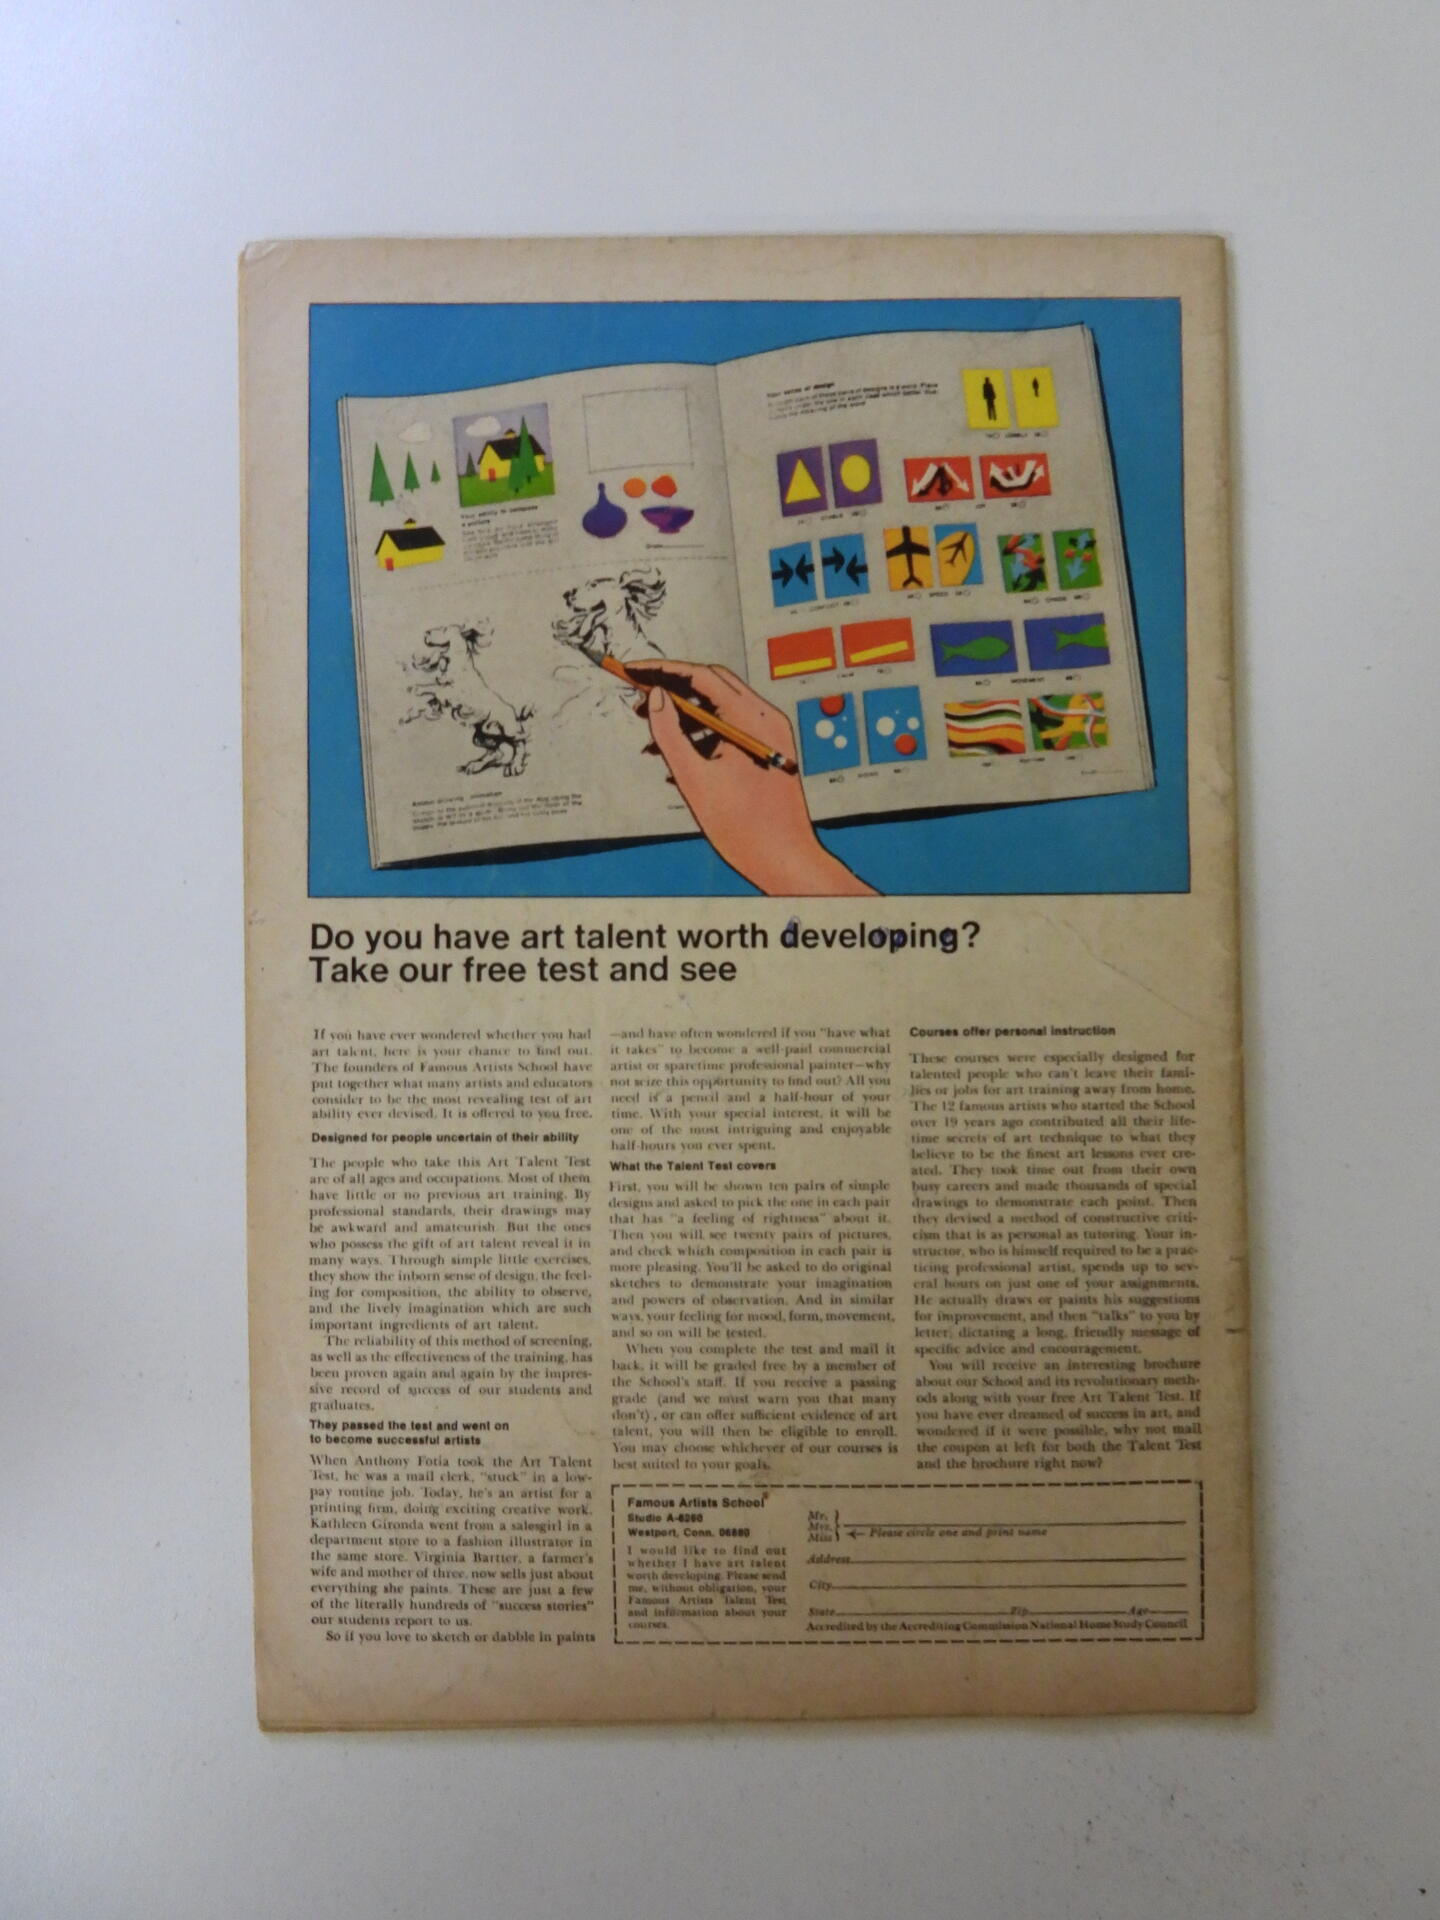 Your sense of design
Your ability to compose
a picture
Do you have art talent worth developing?
Take our free test and see
If you have ever wondered whether you had
art talent, here is your chance to find out.
The founders of Famous Artists School have
put together what many artists and educators
consider to be the most revealing test of art
ability ever devised. It is offered to you free.
Designed for people uncertain of their ability
The people who take this Art Talent Test
are of all ages and occupations. Most of them
have little or no previous art training. By
professional standards, their drawings may
be awkward and amateurish. But the ones
who possess the gift of art talent reveal it in
many ways. Through simple little exercises,
they show the inborn sense of design, the feel-
ing for composition, the ability to observe,
and the lively imagination which are such
important ingredients of art talent.
The reliability of this method of screening,
as well as the effectiveness of the training, has
been proven again and again by the impres-
sive record of success of our students and
graduates.
They passed the test and went on
to become successful artists
When Anthony Fotia took the Art Talent
Test, he was a mail clerk, "stuck" in a low-
pay routine job. Today, he's an artist for a
printing firm, doing exciting creative work.
Kathleen Gironda went from a salesgirl in a
department store to a fashion illustrator in
the same store. Virginia Bartter, a farmer's
wife and mother of three, now sells just about
everything she paints. These are just a few
of the literally hundreds of "success stories"
our students report to us.
So if you love to sketch or dabble in paints
—and have often wondered if you "have what
it takes" to become a well-paid commercial
artist or sparetime professional painter—why
not seize this opportunity to find out? All you
need is a pencil and a half-hour of your
time. With your special interest, it will be
one of the most intriguing and enjoyable
half-hours you ever spent.
What the Talent Test covers
First, you will be shown ten pairs of simple
designs and asked to pick the one in each pair
that has "a feeling of rightness" about it.
Then you will see twenty pairs of pictures,
and check which composition in each pair is
more pleasing. You'll be asked to do original
sketches to demonstrate your imagination
and powers of observation. And in similar
ways, your feeling for mood, form, movement,
and so on will be tested.
When you complete the test and mail it
back, it will be graded free by a member of
the School's staff. If you receive a passing
grade (and we must warn you that many
don't), or can offer sufficient evidence of art
talent, you will then be eligible to enroll.
You may choose whichever of our courses is
best suited to your goals.
Courses offer personal instruction
These courses were especially designed for
talented people who can't leave their fami-
lies or jobs for art training away from home.
The 12 famous artists who started the School
over 19 years ago contributed all their life-
time secrets of art technique to what they
believe to be the finest art lessons ever cre-
ated. They took time out from their own
busy careers and made thousands of special
drawings to demonstrate each point. Then
they devised a method of constructive criti-
cism that is as personal as tutoring. Your in-
structor, who is himself required to be a prac-
ticing professional artist, spends up to sev-
eral hours on just one of your assignments.
He actually draws or paints his suggestions
for improvement, and then "talks" to you by
letter, dictating a long, friendly message of
specific advice and encouragement.
You will receive an interesting brochure
about our School and its revolutionary meth-
ods along with your free Art Talent Test. If
you have ever dreamed of success in art, and
wondered if it were possible, why not mail
the coupon at left for both the Talent Test
and the brochure right now?
Famous Artists School
Studio A-6260
Westport, Conn. 06880
I would like to find out
whether I have art talent
worth developing. Please send
me, without obligation, your
Famous Artists Talent Test
and information about your
courses.
Mr.
Mrs.
Miss
Please circle one and print name
Address
City
State Zip Age
Accredited by the Accrediting Commission National Home Study Council